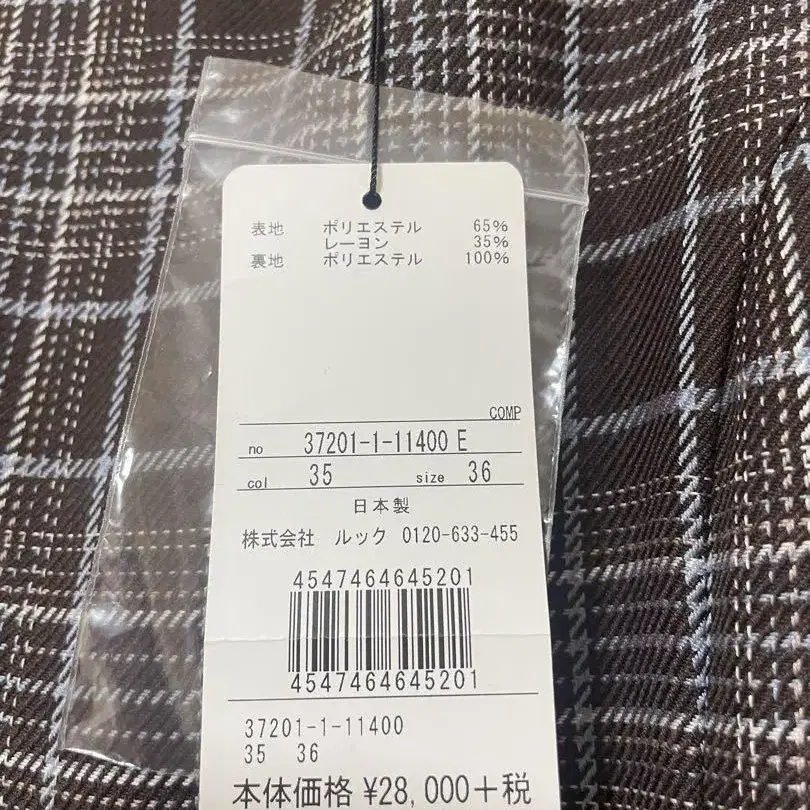 表地 ポリエステル 65%
レーヨン 35%
裏地 ポリエステル 100%
COMP
no 37201-1-11400 E
col 35 size 36
日本製
株式会社 ルック 0120-633-455
4547464645201
4547464645201
37201-1-11400
35 36
本体価格 ¥28,000+税